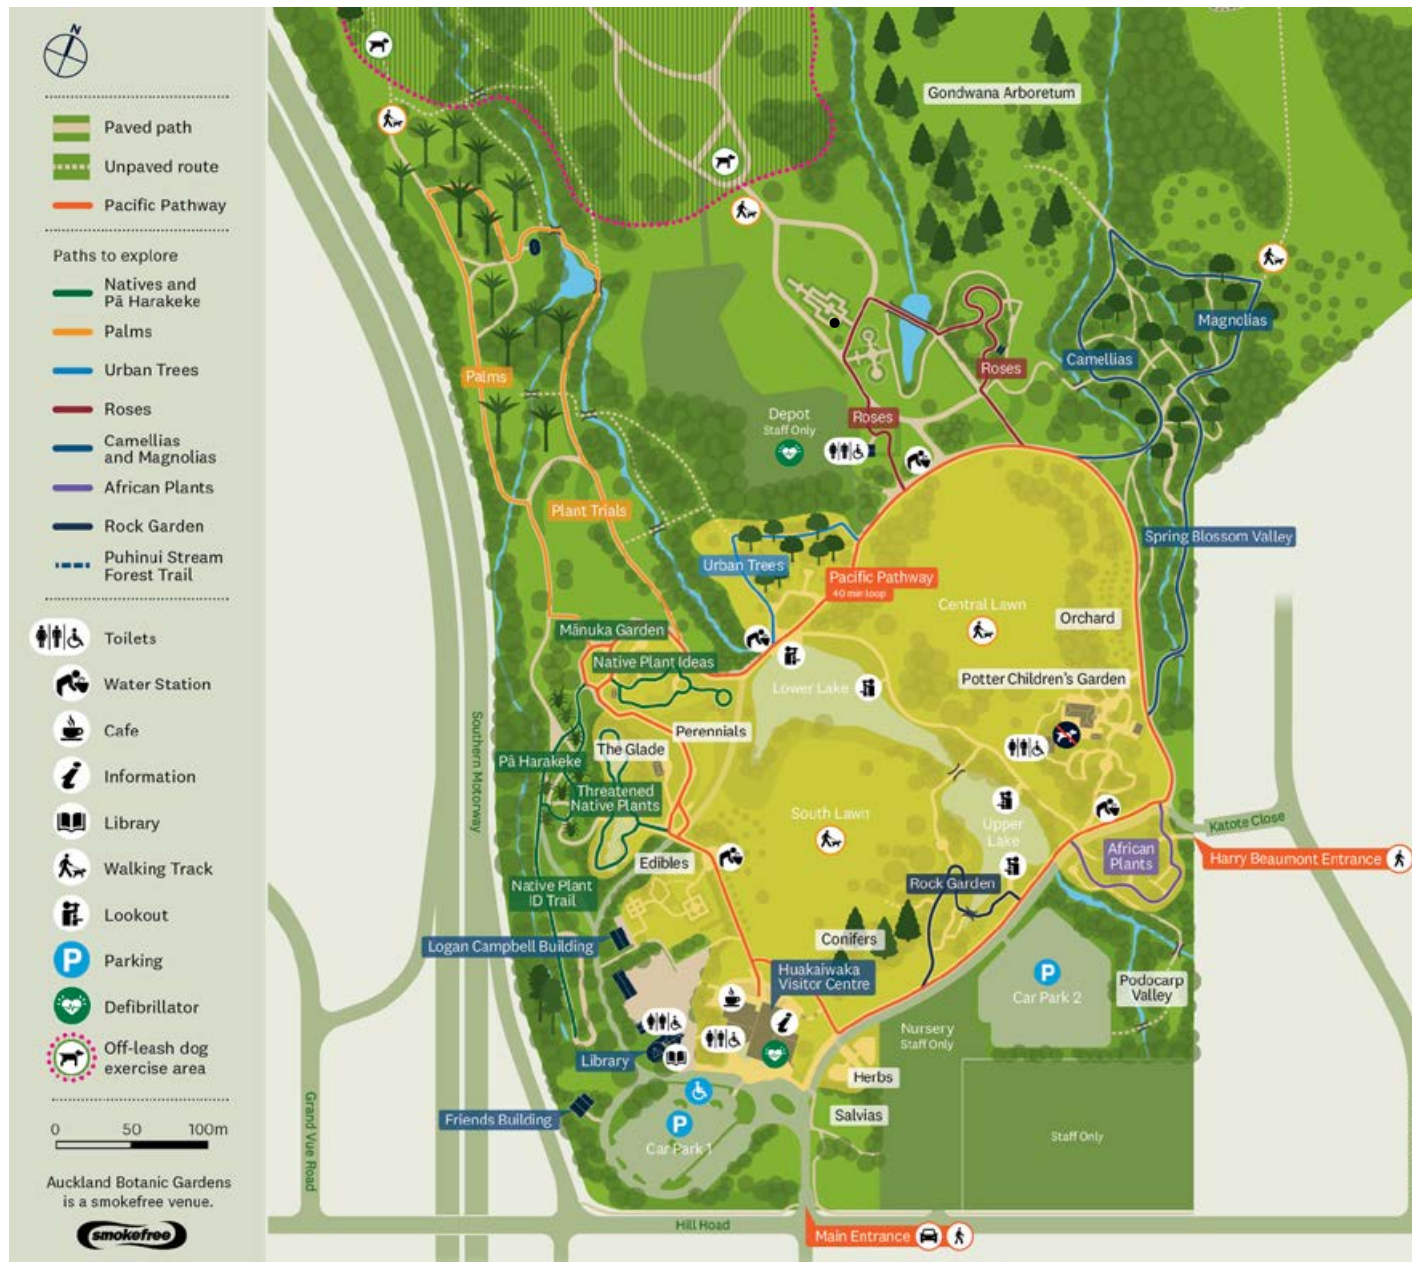 N
Paved path
Unpaved route
Pacific Pathway
Paths to explore
Natives and
Pā Harakeke
Palms
Urban Trees
Roses
Camellias
and Magnolias
African Plants
Rock Garden
Puhinui Stream
Forest Trail
Toilets
Water Station
Cafe
Information
Library
Walking Track
Lookout
P
Parking
Defibrillator
Off-leash dog
exercise area
0 50 100m
Auckland Botanic Gardens
is a smokefree venue.
smokefree
Gondwana Arboretum
Magnolias
Camellias
Roses
Palms
Roses
Depot
Staff Only
Plant Trials
Spring Blossom Valley
Urban Trees
Pacific Pathway
40 min loop
Central Lawn
Orchard
Mānuka Garden
Native Plant Ideas
Potter Children's Garden
Lower Lake
Perennials
The Glade
Pā Harakeke
Southern Motorway
Threatened
Native Plants
South Lawn
Upper
Lake
Katote Close
African
Plants
Harry Beaumont Entrance
Edibles
Rock Garden
Native Plant
ID Trail
Logan Campbell Building
Conifers
Huakaiwaka
Visitor Centre
P
Car Park 2
Podocarp
Valley
Nursery
Staff Only
Library
Herbs
Friends Building
Salvias
P
Car Park 1
Staff Only
Grand Vue Road
Hill Road
Main Entrance